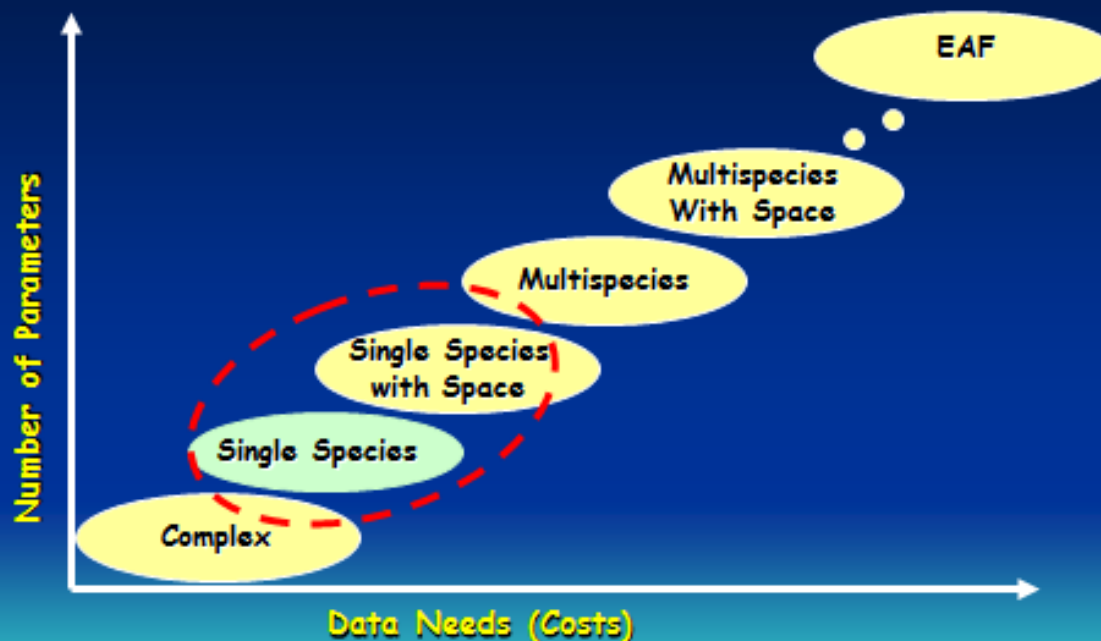 EAF
Multispecies
With Space
Multispecies
Single Species
with Space
Single Species
Complex
Number of Parameters
Data Needs (Costs)